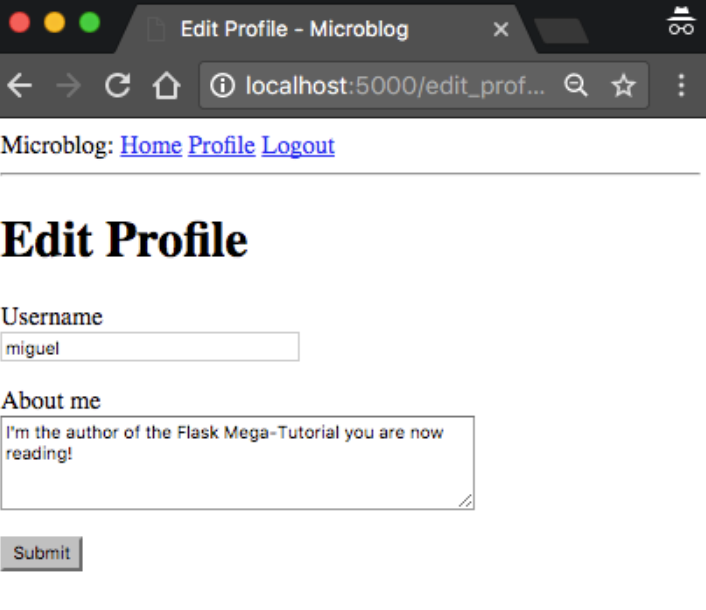 Edit Profile - Microblog
localhost:5000/edit_prof...
Microblog: Home Profile Logout
Edit Profile
Username
miguel
About me
I'm the author of the Flask Mega-Tutorial you are now
reading!
Submit